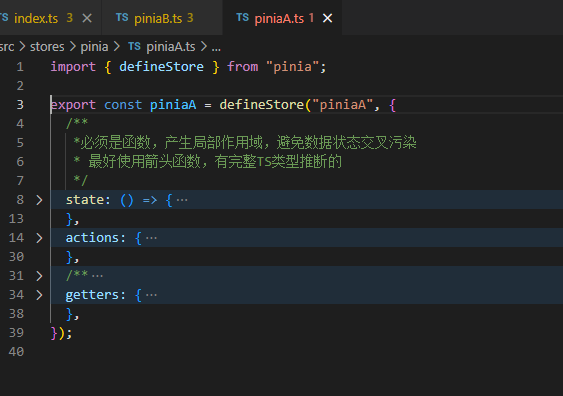 TS index.ts 3 × TS piniaB.ts 3 TS piniaA.ts 1 ×
src > stores > pinia > TS piniaA.ts > ...
1 import { defineStore } from "pinia";
2
3 export const piniaA = defineStore("piniaA", {
4 /**
5 *必须是函数，产生局部作用域，避免数据状态交叉污染
6 * 最好使用箭头函数，有完整TS类型推断的
7 */
8 > state: () => { ···
13 },
14 > actions: { ···
30 },
31 > /** ···
34 > getters: { ···
38 },
39 });
40